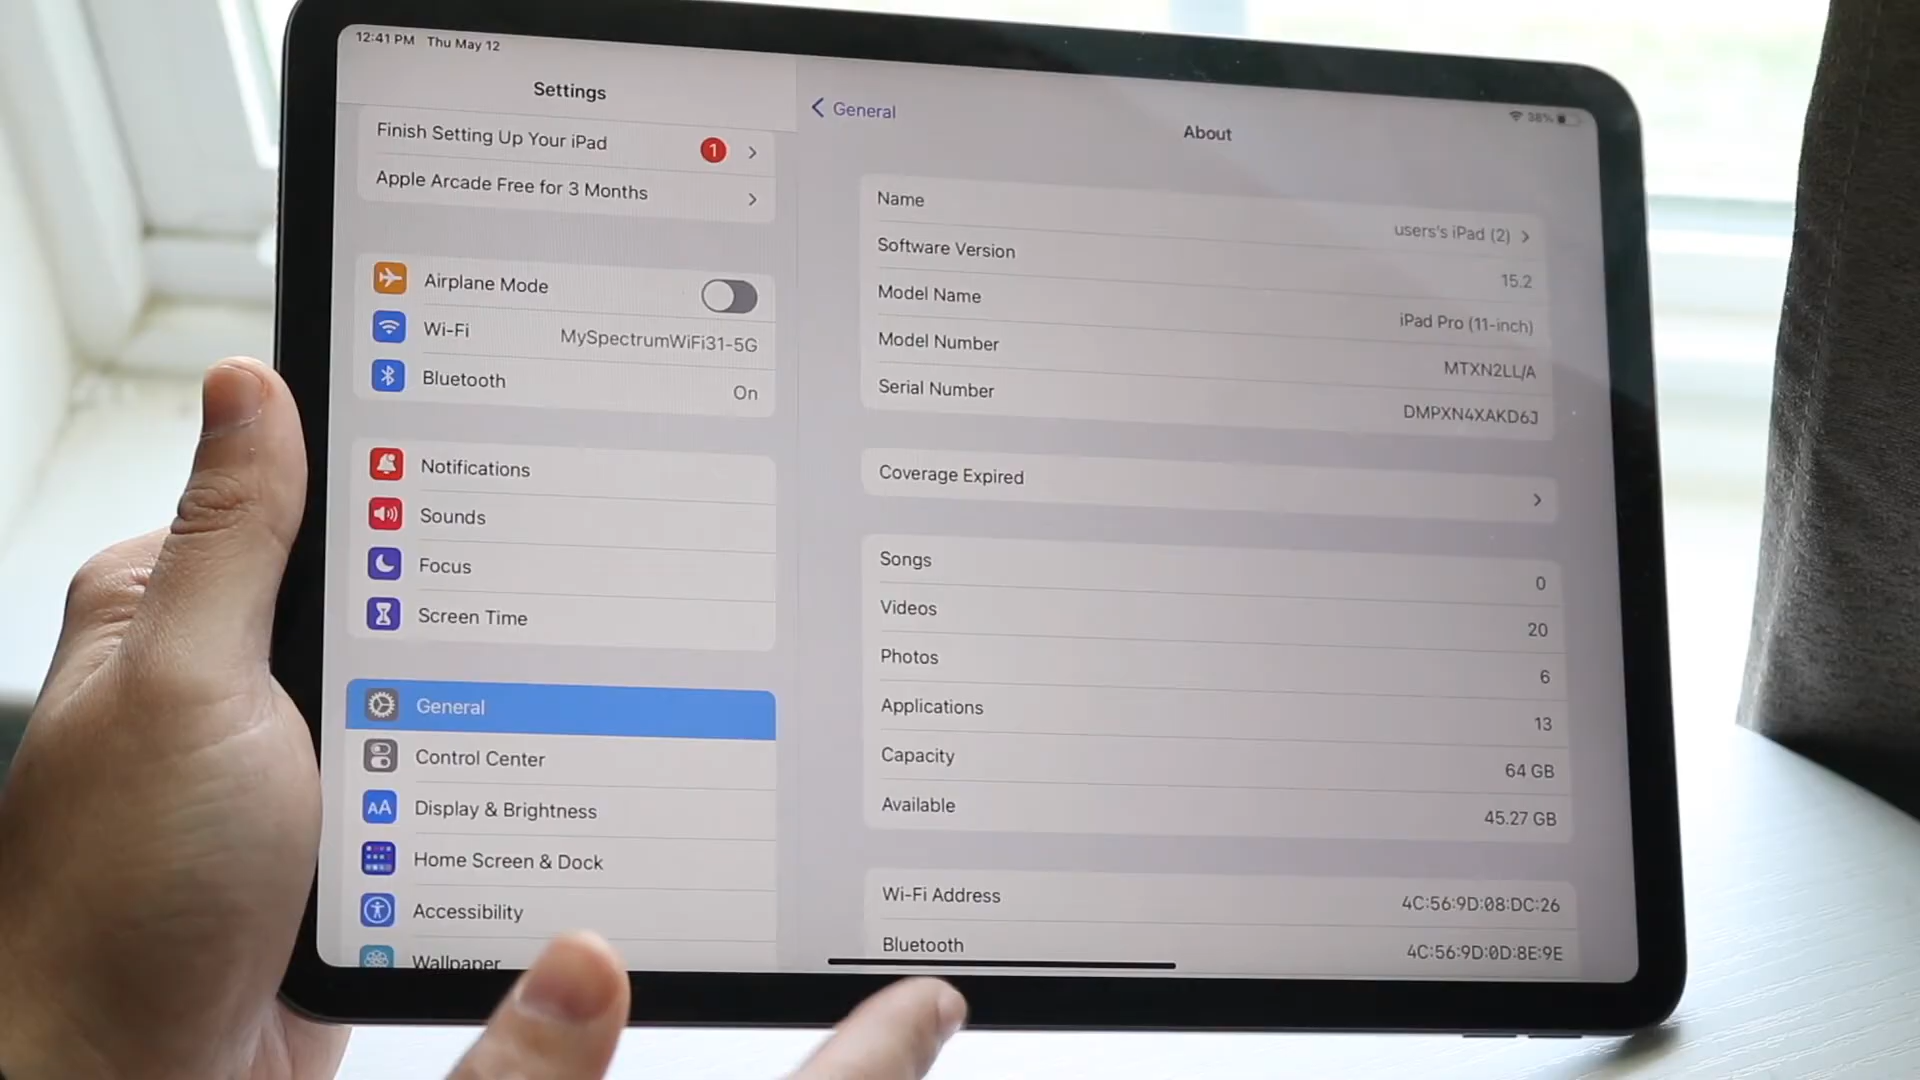 12:41 PM Thu May 12
38%
Settings
Finish Setting Up Your iPad 1
Apple Arcade Free for 3 Months
Airplane Mode
Wi-Fi MySpectrumWiFi31-5G
Bluetooth On
Notifications
Sounds
Focus
Screen Time
General
Control Center
AA Display & Brightness
Home Screen & Dock
Accessibility
Wallpaper
General
About
Name users's iPad (2)
Software Version 15.2
Model Name iPad Pro (11-inch)
Model Number MTXN2LL/A
Serial Number DMPXN4XAKD6J
Coverage Expired
Songs 0
Videos 20
Photos 6
Applications 13
Capacity 64 GB
Available 45.27 GB
Wi-Fi Address 4C:56:9D:08:DC:26
Bluetooth 4C:56:9D:0D:8E:9E